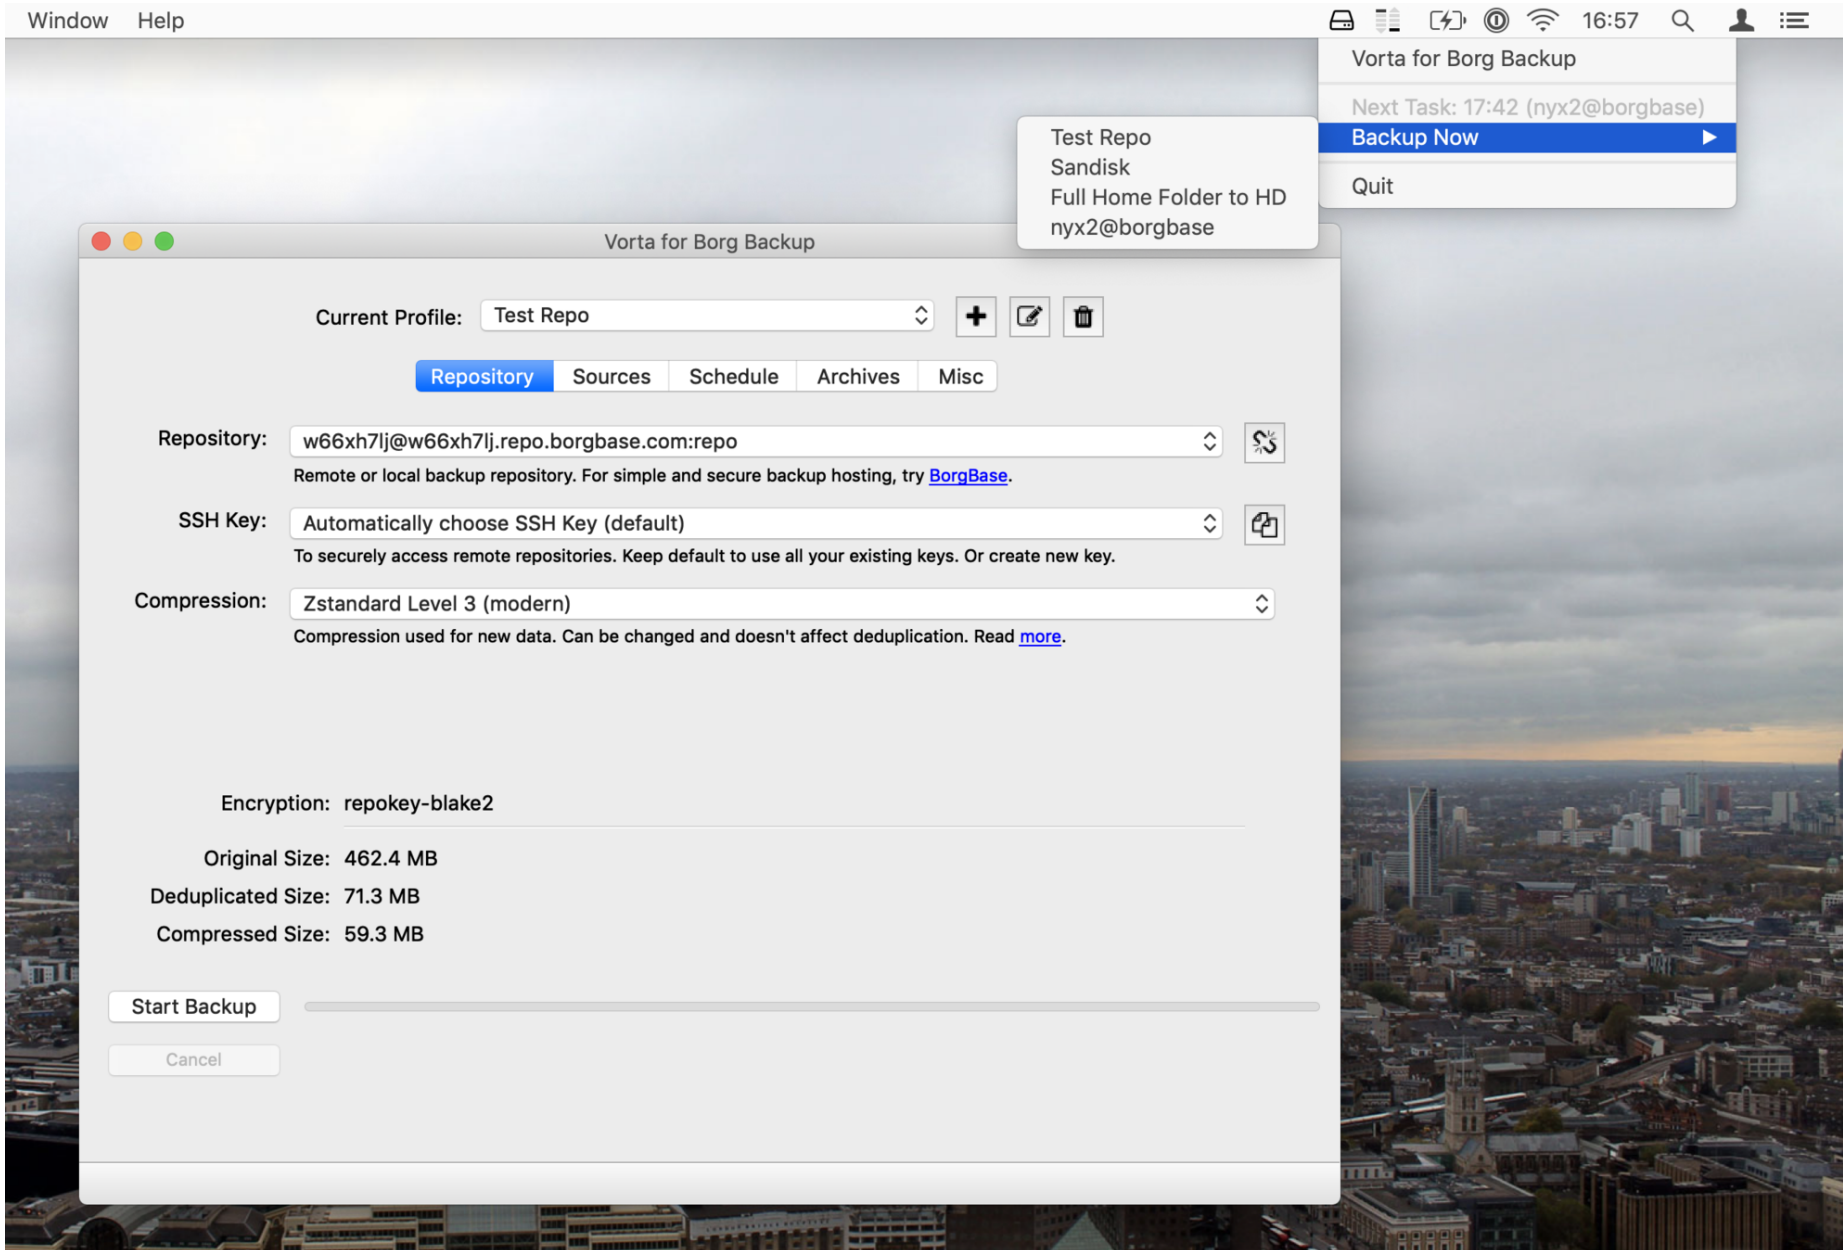 Window Help 16:57
Vorta for Borg Backup
Next Task: 17:42 (nyx2@borgbase)
Backup Now
Quit
Test Repo
Sandisk
Full Home Folder to HD
nyx2@borgbase
Vorta for Borg Backup
Current Profile: Test Repo
Repository Sources Schedule Archives Misc
Repository: w66xh7lj@w66xh7lj.repo.borgbase.com:repo
Remote or local backup repository. For simple and secure backup hosting, try BorgBase.
SSH Key: Automatically choose SSH Key (default)
To securely access remote repositories. Keep default to use all your existing keys. Or create new key.
Compression: Zstandard Level 3 (modern)
Compression used for new data. Can be changed and doesn't affect deduplication. Read more.
Encryption: repokey-blake2
Original Size: 462.4 MB
Deduplicated Size: 71.3 MB
Compressed Size: 59.3 MB
Start Backup
Cancel